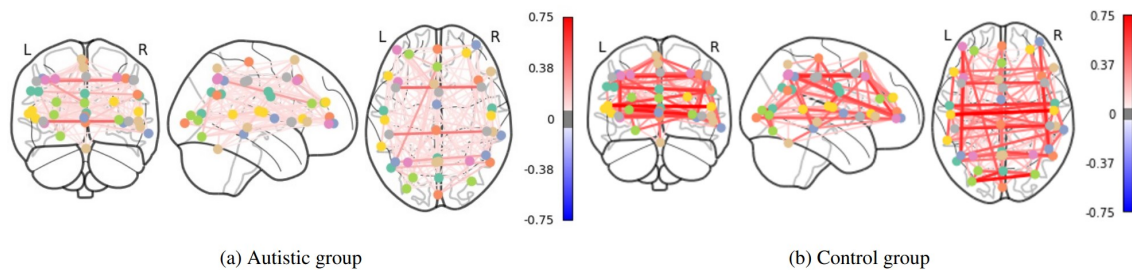 L R
L R
0.75
0.38
0
-0.38
-0.75
(a) Autistic group
L R
L R
0.75
0.37
0
-0.37
-0.75
(b) Control group